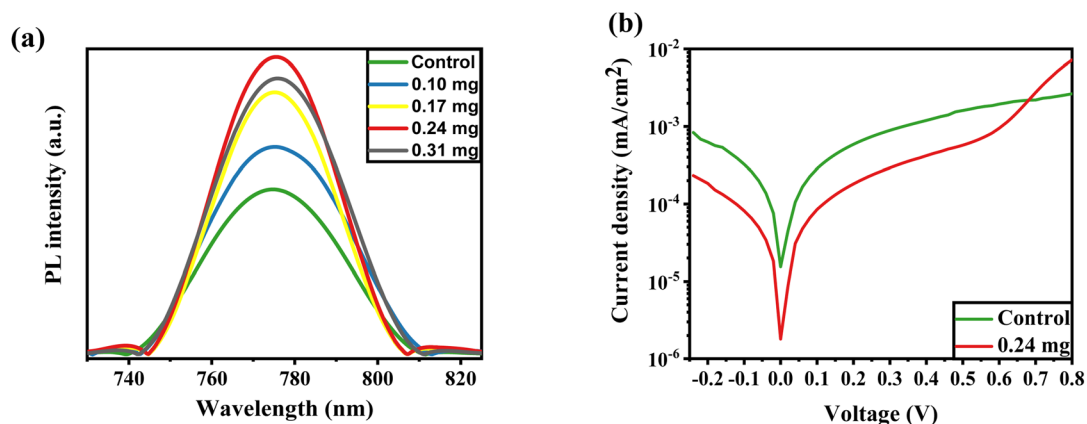 (a)
PL intensity (a.u.)
Control
0.10 mg
0.17 mg
0.24 mg
0.31 mg
740 760 780 800 820
Wavelength (nm)
(b)
Current density (mA/cm²)
10⁻²
10⁻³
10⁻⁴
10⁻⁵
10⁻⁶
Control
0.24 mg
-0.2 -0.1 0.0 0.1 0.2 0.3 0.4 0.5 0.6 0.7 0.8
Voltage (V)